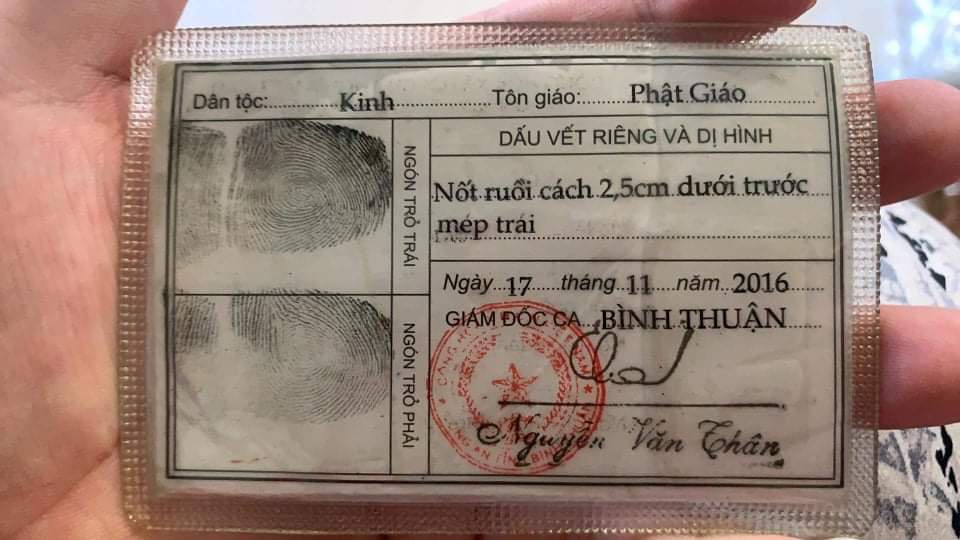 Dân tộc: Kinh Tôn giáo: Phật Giáo
NGÓN TRỎ TRÁI
NGÓN TRỎ PHẢI
DẤU VẾT RIÊNG VÀ DỊ HÌNH
Nốt ruồi cách 2,5cm dưới trước
mép trái
Ngày 17 tháng 11 năm 2016
GIÁM ĐỐC CA BÌNH THUẬN
Nguyễn Văn Thân